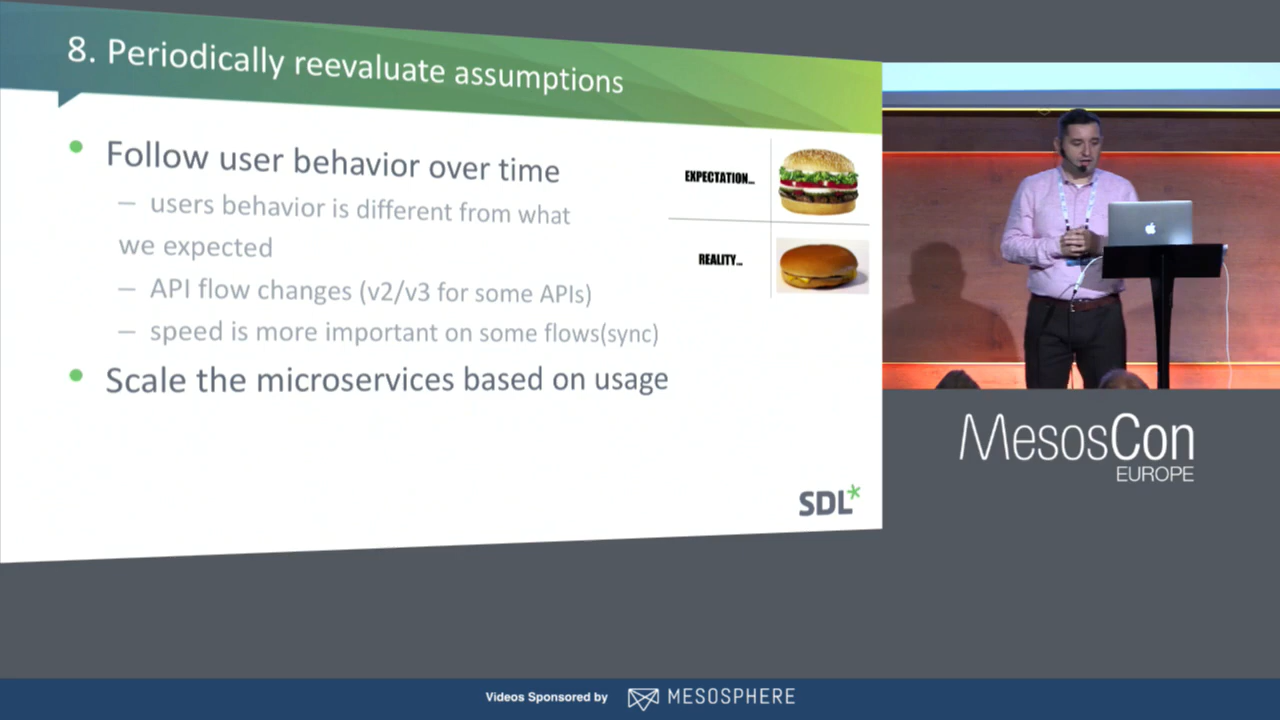 8. Periodically reevaluate assumptions
• Follow user behavior over time
– users behavior is different from what
we expected
– API flow changes (v2/v3 for some APIs)
– speed is more important on some flows(sync)
• Scale the microservices based on usage
EXPECTATION...
REALITY...
SDL*
MesosCon
EUROPE
Videos Sponsored by MESOSPHERE